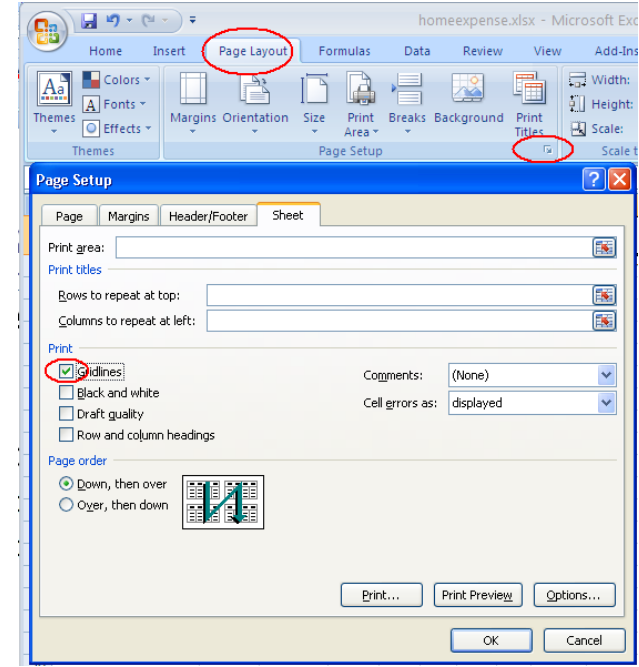 homeexpense.xlsx - Microsoft Exc
Home Insert Page Layout Formulas Data Review View Add-Ins
Aa Colors Width:
A Fonts Height:
Themes Effects Margins Orientation Size Print Area Breaks Background Print Titles Scale:
Themes Page Setup Scale t
Page Setup
Page Margins Header/Footer Sheet
Print area:
Print titles
Rows to repeat at top:
Columns to repeat at left:
Print
Gridlines Comments: (None)
Black and white Cell errors as: displayed
Draft quality
Row and column headings
Page order
Down, then over
Over, then down
Print... Print Preview Options...
OK Cancel